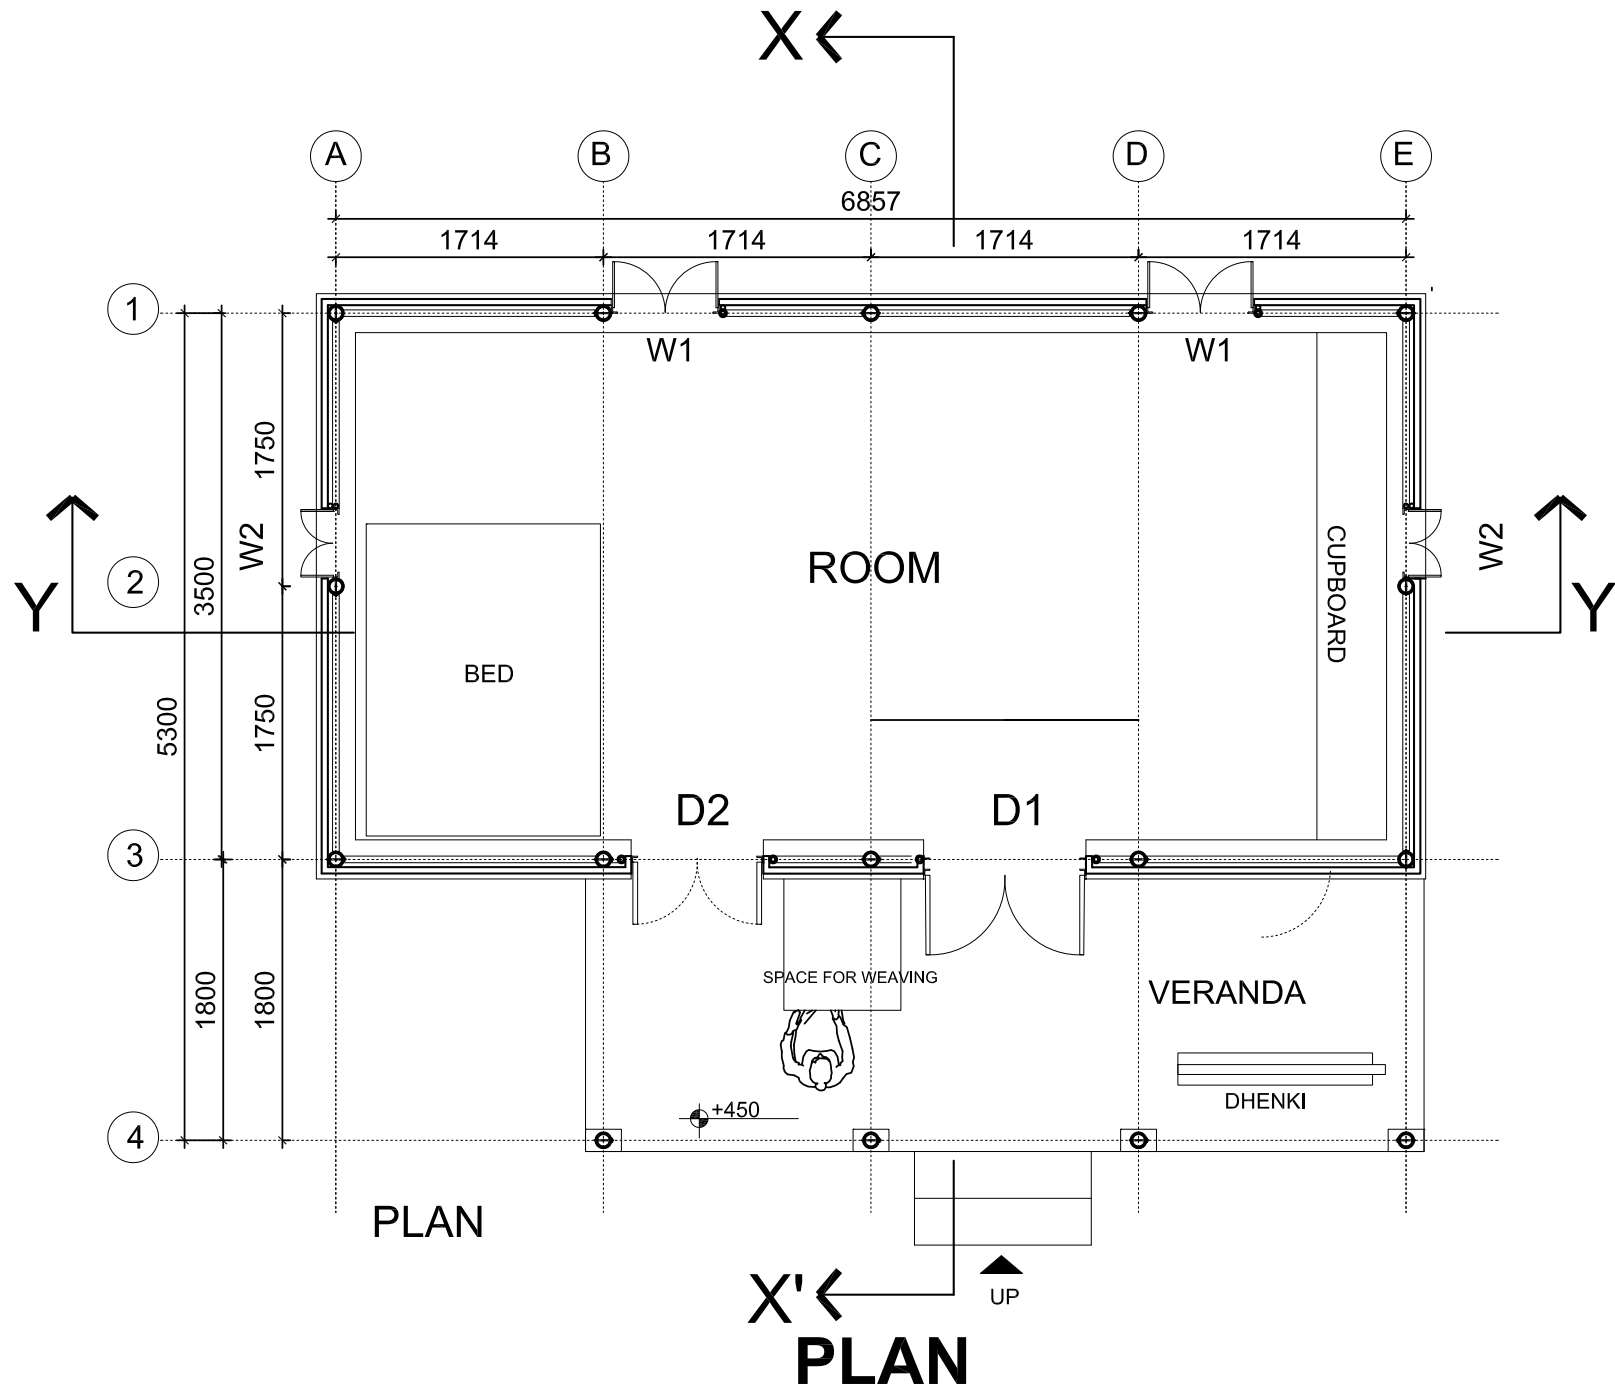 X
A
B
C
D
E
6857
1714
1714
1714
1714
1
W1
W1
1750
W2
W2
2
3500
ROOM
CUPBOARD
Y
Y
BED
5300
1750
D2
D1
3
SPACE FOR WEAVING
VERANDA
1800
1800
+450
DHENKI
4
PLAN
X'
UP
PLAN